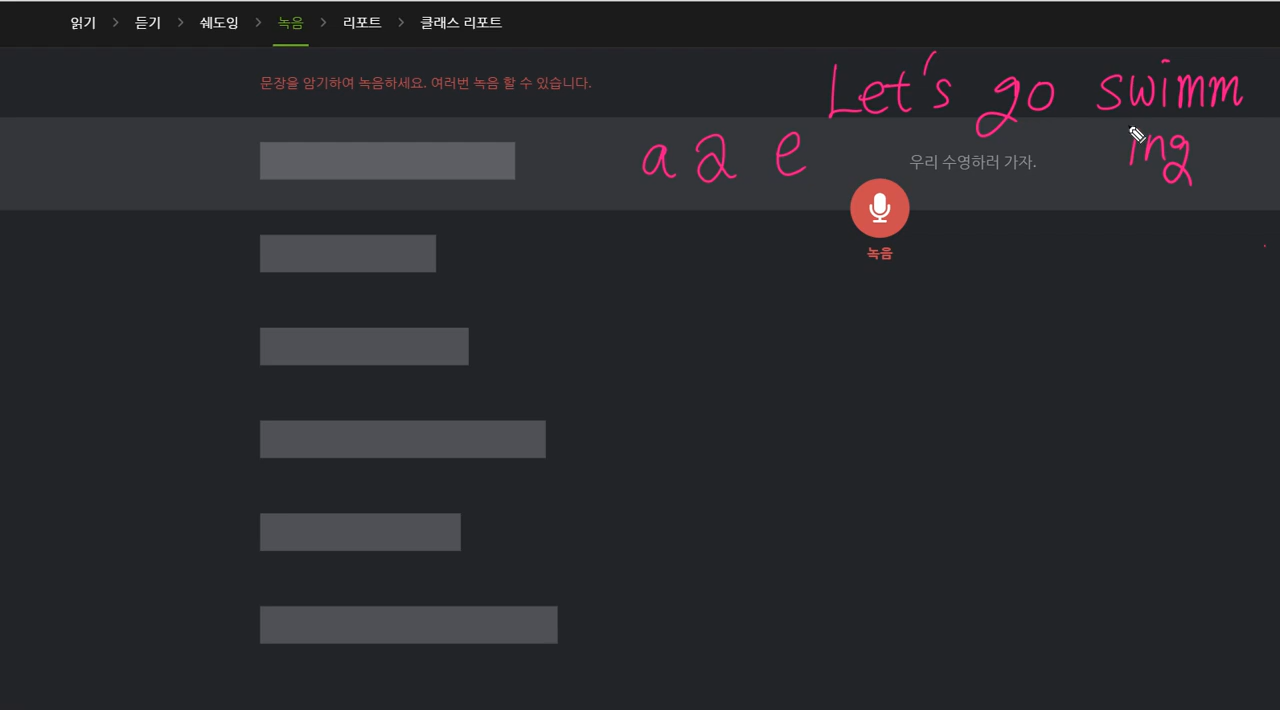 읽기 > 듣기 > 쉐도잉 > 녹음 > 리포트 > 클래스 리포트
문장을 암기하여 녹음하세요. 여러번 녹음 할 수 있습니다.
Let's go swimm
ing
a a e
우리 수영하러 가자.
녹음